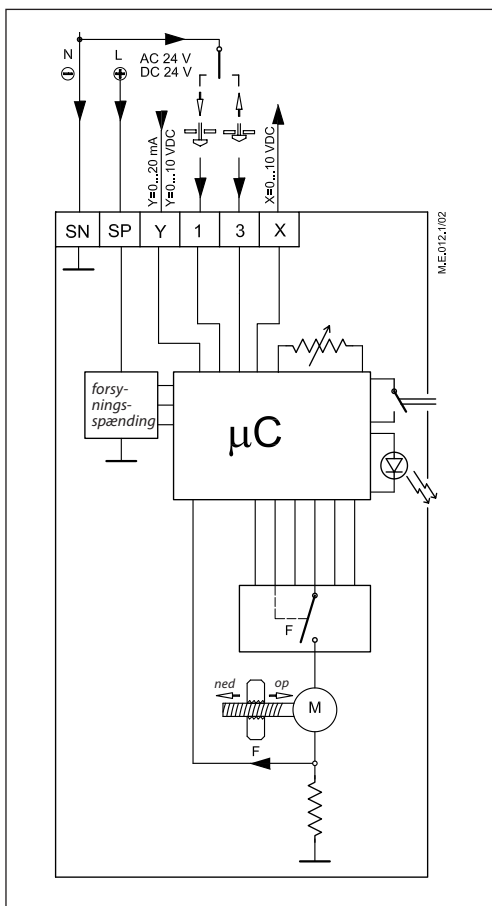 N
L
AC 24 V
DC 24 V
Y=0...20 mA
Y=0...10 VDC
X=0...10 VDC
SN
SP
Y
1
3
X
M.E.012.1/02
forsy-
nings-
spænding
µC
F
ned
op
M
F